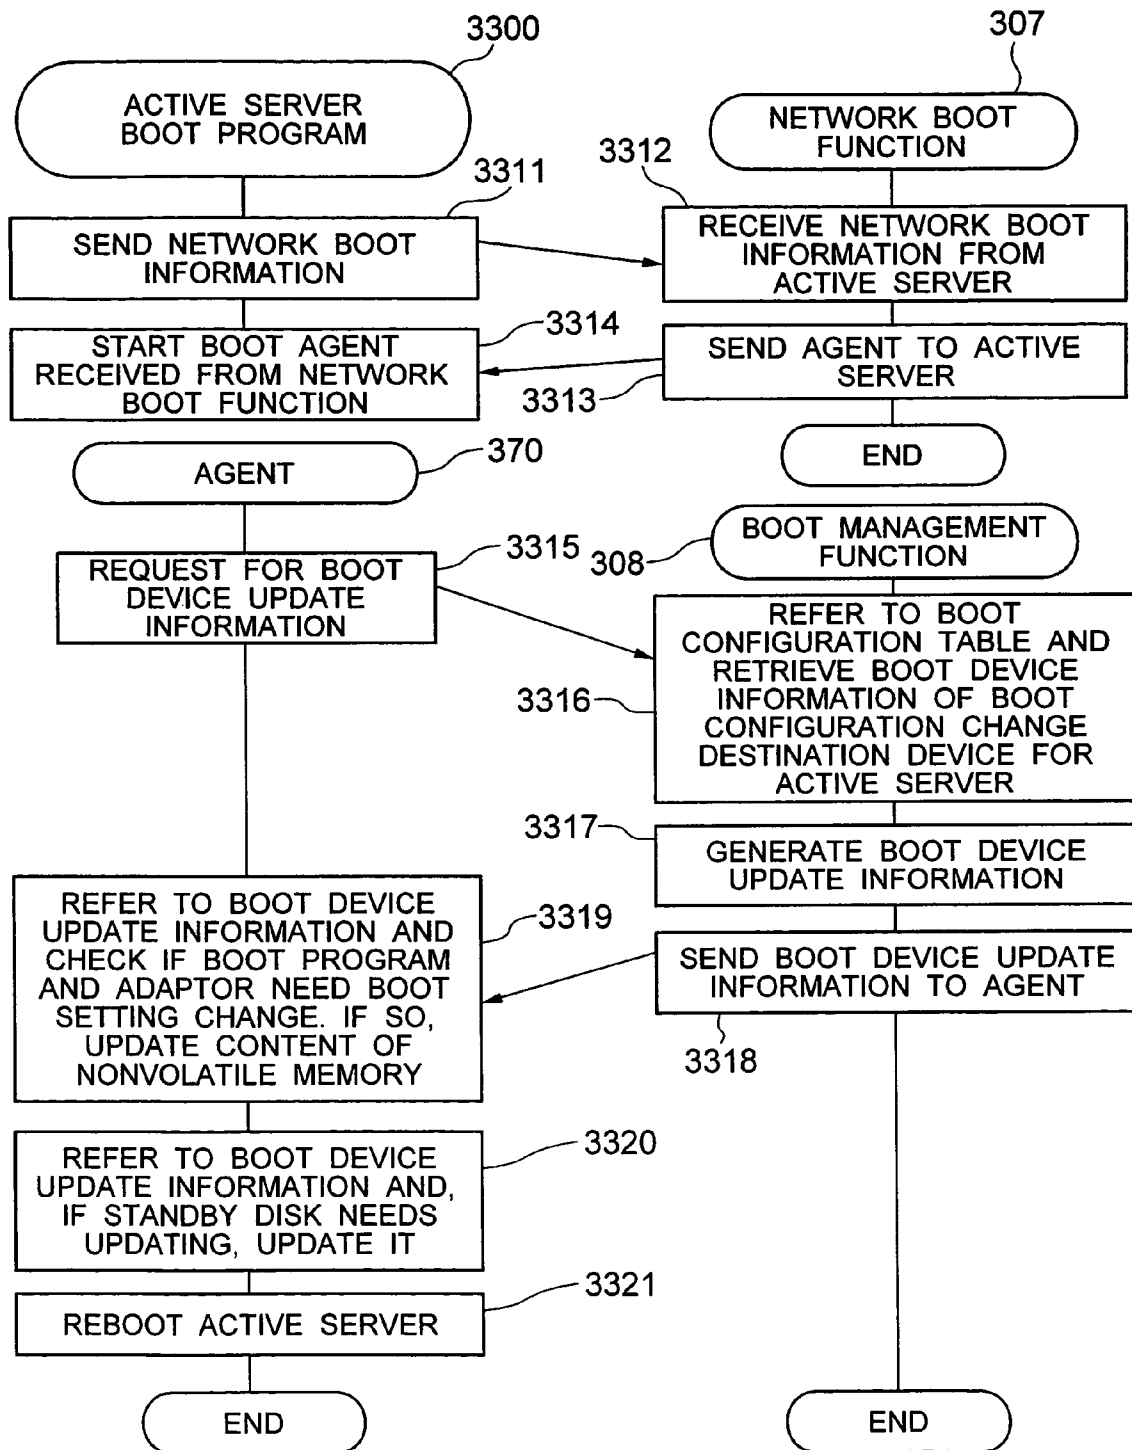 3300
ACTIVE SERVER
BOOT PROGRAM
307
NETWORK BOOT
FUNCTION
3311
SEND NETWORK BOOT
INFORMATION
3312
RECEIVE NETWORK BOOT
INFORMATION FROM
ACTIVE SERVER
3314
START BOOT AGENT
RECEIVED FROM NETWORK
BOOT FUNCTION
SEND AGENT TO ACTIVE
SERVER
3313
END
AGENT
370
BOOT MANAGEMENT
FUNCTION
308
3315
REQUEST FOR BOOT
DEVICE UPDATE
INFORMATION
REFER TO BOOT
CONFIGURATION TABLE AND
RETRIEVE BOOT DEVICE
INFORMATION OF BOOT
CONFIGURATION CHANGE
DESTINATION DEVICE FOR
ACTIVE SERVER
3316
3317
GENERATE BOOT DEVICE
UPDATE INFORMATION
REFER TO BOOT DEVICE
UPDATE INFORMATION AND
CHECK IF BOOT PROGRAM
AND ADAPTOR NEED BOOT
SETTING CHANGE. IF SO,
UPDATE CONTENT OF
NONVOLATILE MEMORY
3319
SEND BOOT DEVICE UPDATE
INFORMATION TO AGENT
3318
REFER TO BOOT DEVICE
UPDATE INFORMATION AND,
IF STANDBY DISK NEEDS
UPDATING, UPDATE IT
3320
REBOOT ACTIVE SERVER
3321
END
END